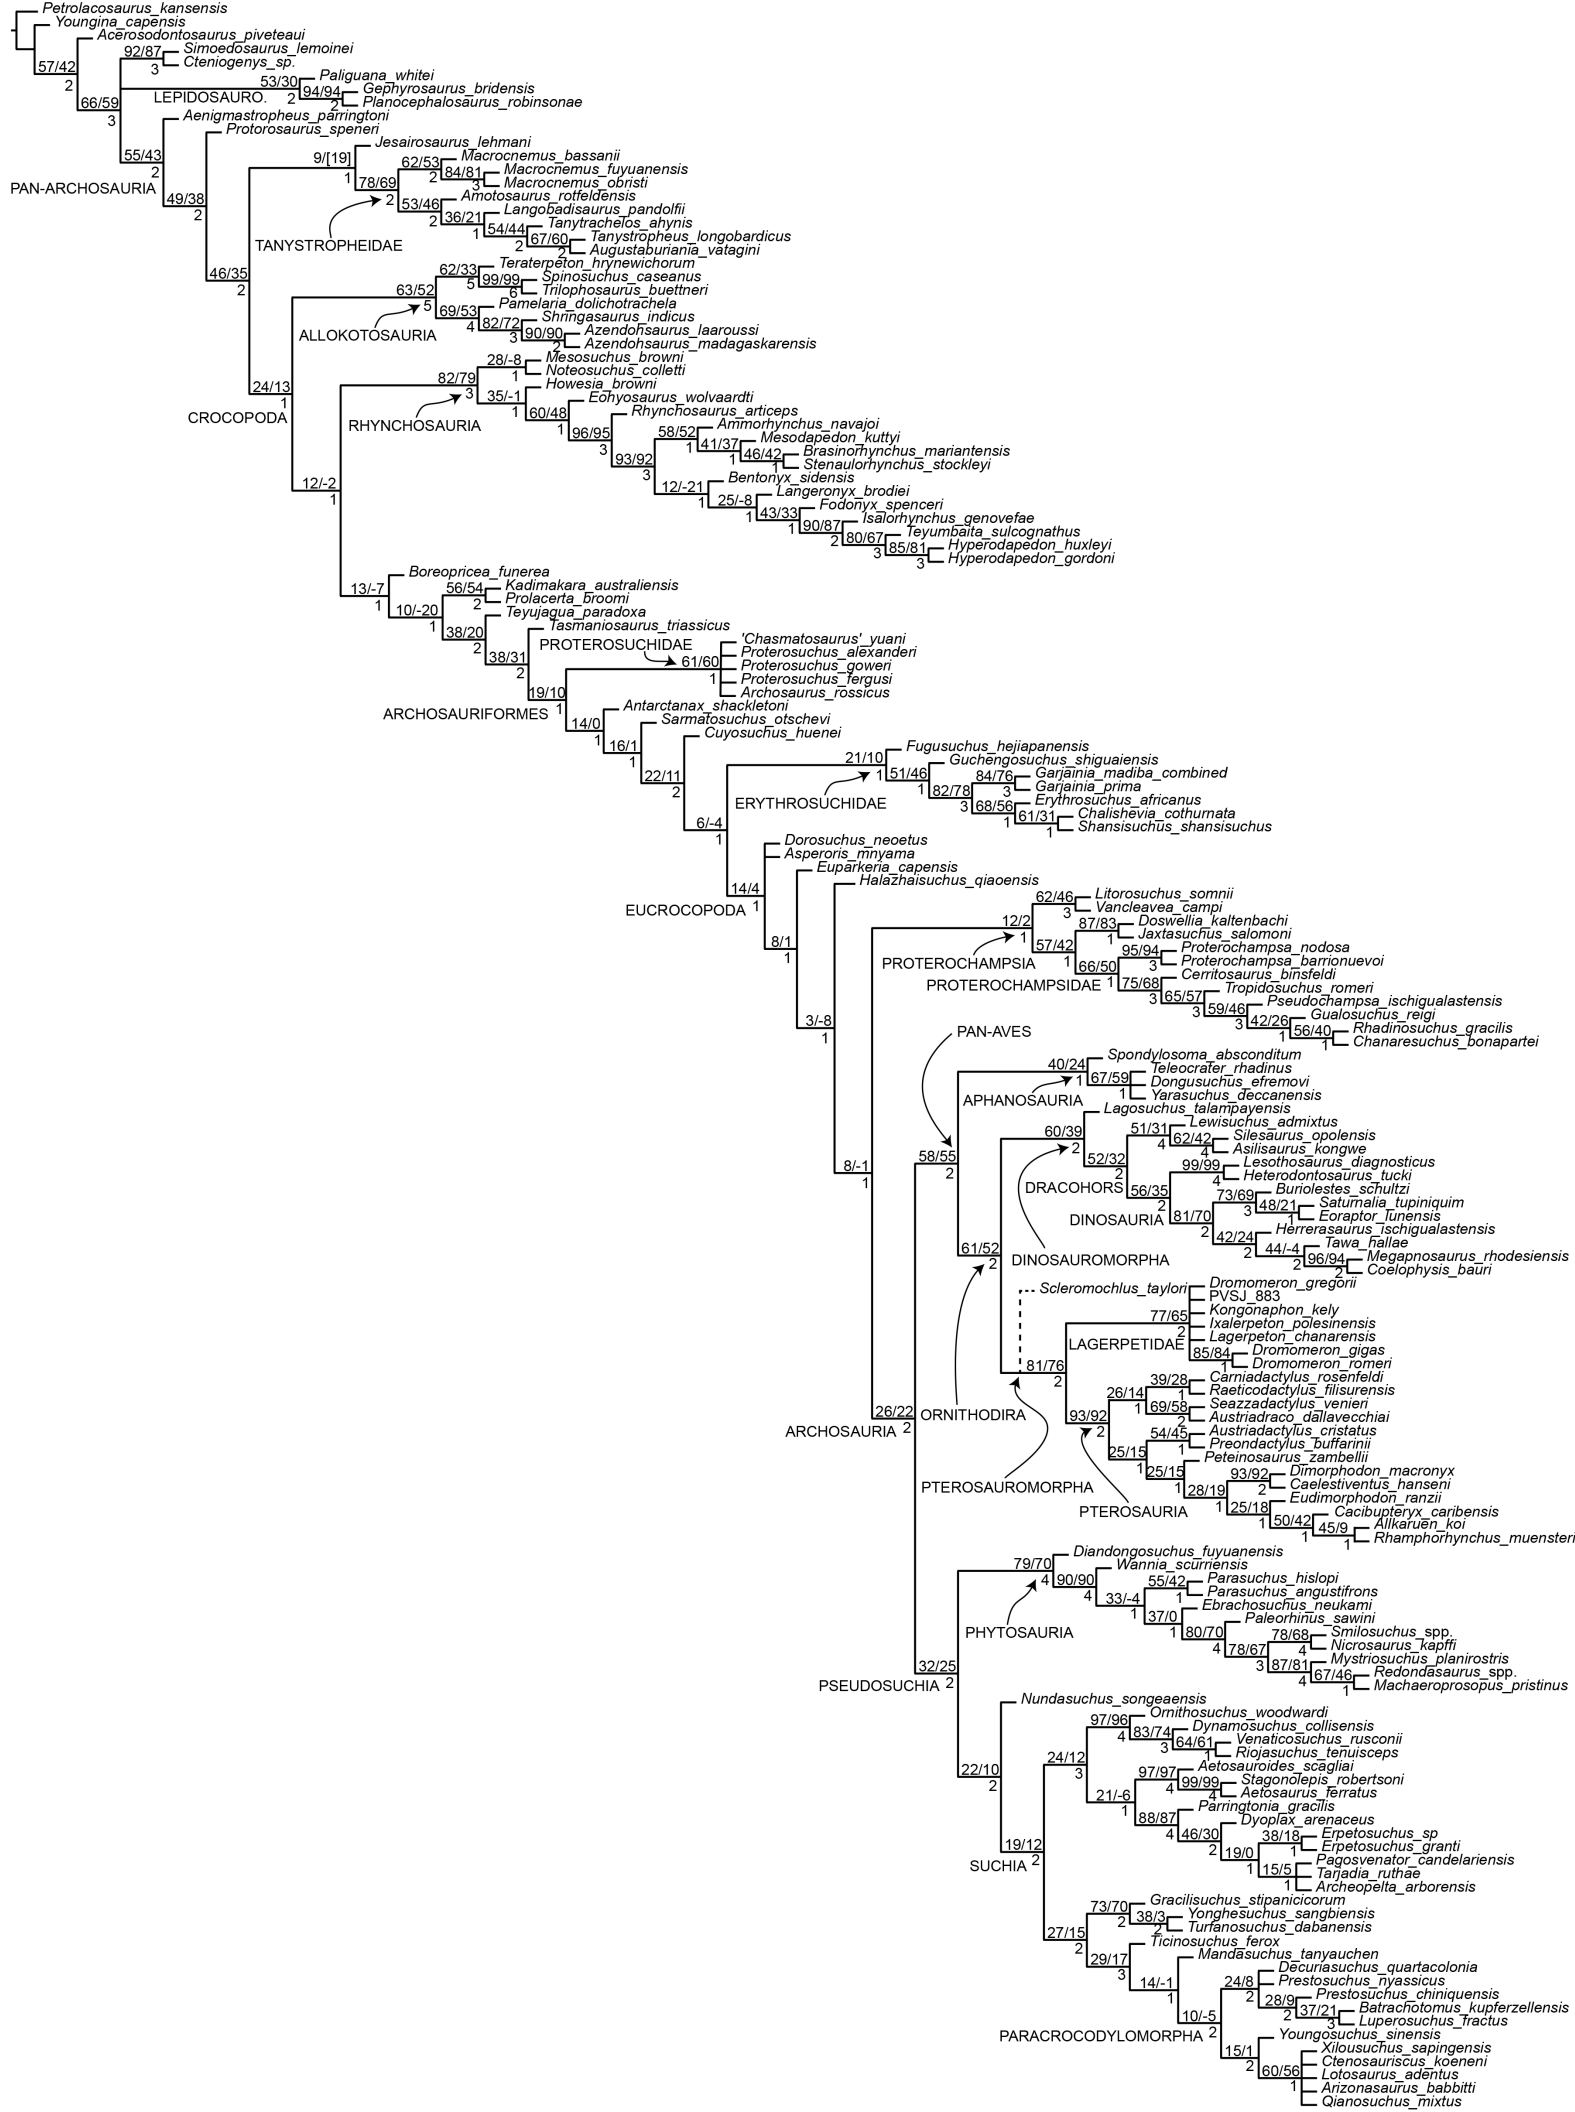 Petrolacosaurus_kansensis
Youngina_capensis
Acerosodontosaurus_piveteaui
92/87 Simoedosaurus_lemoinei
57/42 3 Cteniogenys_sp.
2 53/30 Paliguana_whitei
66/59 LEPIDOSAURO. 2 94/94 Gephyrosaurus_bridensis
3 2 Planocephalosaurus_robinsonae
Aenigmastropheus_parringtoni
Protorosaurus_speneri
55/43 Jesairosaurus_lehmani
2 9/[19] 62/53 Macrocnemus_bassanii
PAN-ARCHOSAURIA 1 78/69 2 84/81 Macrocnemus_fuyuanensis
49/38 2 3 Macrocnemus_obristi
2 53/46 Amotosaurus_rotfeldensis
2 36/21 Langobadisaurus_pandolfii
TANYSTROPHEIDAE 1 54/44 Tanytrachelos_ahynis
2 67/60 Tanystropheus_longobardicus
2 Augustaburiania_vatagini
46/35 62/33 Teraterpeton_hrynewichorum
2 5 99/99 Spinosuchus_caseanus
63/52 6 Trilophosaurus_buettneri
5 69/53 Pamelaria_dolichotrachela
ALLOKOTOSAURIA 4 82/72 Shringasaurus_indicus
3 90/90 Azendohsaurus_laaroussi
2 Azendohsaurus_madagaskarensis
28/-8 Mesosuchus_browni
82/79 1 Noteosuchus_colletti
24/13 3 35/-1 Howesia_browni
1 1 60/48 Eohyosaurus_wolvaardti
CROCOPODA RHYNCHOSAURIA 1 96/95 Rhynchosaurus_articeps
3 58/52 Ammorhynchus_navajoi
1 41/37 Mesodapedon_kuttyi
93/92 1 46/42 Brasinorhynchus_mariantensis
3 1 Stenaulorhynchus_stockleyi
12/-2 12/-21 Bentonyx_sidensis
1 1 25/-8 Langeronyx_brodiei
1 43/33 Fodonyx_spenceri
1 90/87 Isalorhynchus_genovefae
2 80/67 Teyumbaita_sulcognathus
3 85/81 Hyperodapedon_huxleyi
3 Hyperodapedon_gordoni
13/-7 Boreopricea_funerea
1 56/54 Kadimakara_australiensis
10/-20 2 Prolacerta_broomi
1 38/20 Teyujagua_paradoxa
2 38/31 Tasmaniosaurus_triassicus
2 PROTEROSUCHIDAE 'Chasmatosaurus'_yuani
Proterosuchus_alexanderi
61/60 Proterosuchus_goweri
1 Proterosuchus_fergusi
19/10 Archosaurus_rossicus
ARCHOSAURIFORMES 1 Antarctanax_shackletoni
14/0 Sarmatosuchus_otschevi
1 16/1 Cuyosuchus_huenei
1 21/10 Fugusuchus_hejiapanensis
22/11 1 51/46 Guchengosuchus_shiguaiensis
2 84/76 Garjainia_madiba_combined
1 82/78 3 Garjainia_prima
ERYTHROSUCHIDAE 3 68/56 Erythrosuchus_africanus
6/-4 1 61/31 Chalishevia_cothurnata
1 1 Shansisuchus_shansisuchus
Dorosuchus_neoetus
Asperoris_mnyama
14/4 Euparkeria_capensis
EUCROCOPODA 1 Halazhaisuchus_qiaoensis
62/46 Litorosuchus_somnii
12/2 3 Vancleavea_campi
1 87/83 Doswellia_kaltenbachi
8/1 57/42 1 Jaxtasuchus_salomoni
1 1 95/94 Proterochampsa_nodosa
PROTEROCHAMPSIA 66/50 3 Proterochampsa_barrionuevoi
PROTEROCHAMPSIDAE 1 75/68 Cerritosaurus_binsfeldi
3 65/57 Tropidosuchus_romeri
3 59/46 Pseudochampsa_ischigualastensis
3/-8 3 42/26 Gualosuchus_reigi
1 1 56/40 Rhadinosuchus_gracilis
PAN-AVES 1 Chanaresuchus_bonapartei
40/24 Spondylosoma_absconditum
1 67/59 Teleocrater_rhadinus
Dongusuchus_efremovi
APHANOSAURIA 1 Yarasuchus_deccanensis
60/39 Lagosuchus_talampayensis
2 51/31 Lewisuchus_admixtus
58/55 4 62/42 Silesaurus_opolensis
8/-1 2 52/32 4 Asilisaurus_kongwe
1 2 99/99 Lesothosaurus_diagnosticus
DRACOHORS 4 Heterodontosaurus_tucki
56/35 73/69 Buriolestes_schultzi
2 3 48/21 Saturnalia_tupiniquim
DINOSAURIA 81/70 1 Eoraptor_lunensis
2 42/24 Herrerasaurus_ischigualastensis
61/52 2 44/-4 Tawa_hallae
2 DINOSAUROMORPHA 2 96/94 Megapnosaurus_rhodesiensis
2 Coelophysis_bauri
Scleromochlus_taylori Dromomeron_gregorii
PVSJ_883
77/65 Kongonaphon_kely
2 Ixalerpeton_polesinensis
LAGERPETIDAE Lagerpeton_chanarensis
81/76 85/84 Dromomeron_gigas
2 1 Dromomeron_romeri
39/28 Carniadactylus_rosenfeldi
26/14 1 Raeticodactylus_filisurensis
26/22 93/92 1 69/58 Seazzadactylus_venieri
ARCHOSAURIA 2 ORNITHODIRA 2 2 Austriadraco_dallavecchiai
54/45 Austriadactylus_cristatus
25/15 1 Preondactylus_buffarinii
1 25/15 Peteinosaurus_zambellii
PTEROSAUROMORPHA 1 93/92 Dimorphodon_macronyx
28/19 2 Caelestiventus_hanseni
PTEROSAURIA 1 25/18 Eudimorphodon_ranzii
1 50/42 Cacibupteryx_caribensis
1 45/9 Allkaruen_koi
1 Rhamphorhynchus_muensteri
79/70 Diandongosuchus_fuyuanensis
4 90/90 Wannia_scurriensis
4 55/42 Parasuchus_hislopi
33/-4 1 Parasuchus_angustifrons
1 37/0 Ebrachosuchus_neukami
PHYTOSAURIA 1 80/70 Paleorhinus_sawini
4 78/68 Smilosuchus_spp.
78/67 4 Nicrosaurus_kapffi
32/25 3 87/81 Mystriosuchus_planirostris
PSEUDOSUCHIA 2 4 67/46 Redondasaurus_spp.
1 Machaeroprosopus_pristinus
Nundasuchus_songeaensis
97/96 Ornithosuchus_woodwardi
4 83/74 Dynamosuchus_collisensis
24/12 3 64/61 Venaticosuchus_rusconii
3 1 Riojasuchus_tenuisceps
22/10 97/97 Aetosauroides_scagliai
2 4 99/99 Stagonolepis_robertsoni
21/-6 4 Aetosaurus_ferratus
1 88/87 Parringtonia_gracilis
4 46/30 Dyoplax_arenaceus
2 38/18 Erpetosuchus_sp
19/12 19/0 1 Erpetosuchus_granti
SUCHIA 2 1 15/5 Pagosvenator_candelariensis
Tarjadia_ruthae
1 Archeopelta_arborensis
73/70 Gracilisuchus_stipanicicorum
2 38/3 Yonghesuchus_sangbiensis
27/15 2 Turfanosuchus_dabanensis
2 29/17 Ticinosuchus_ferox
3 14/-1 Mandasuchus_tanyauchen
1 24/8 Decuriasuchus_quartacolonia
2 Prestosuchus_nyassicus
28/9 Prestosuchus_chiniquensis
10/-5 2 37/21 Batrachotomus_kupferzellensis
PARACROCODYLOMORPHA 2 3 Luperosuchus_fractus
15/1 Youngosuchus_sinensis
2 Xilousuchus_sapingensis
Ctenosauriscus_koeneni
60/56 Lotosaurus_adentus
1 Arizonasaurus_babbitti
Qianosuchus_mixtus